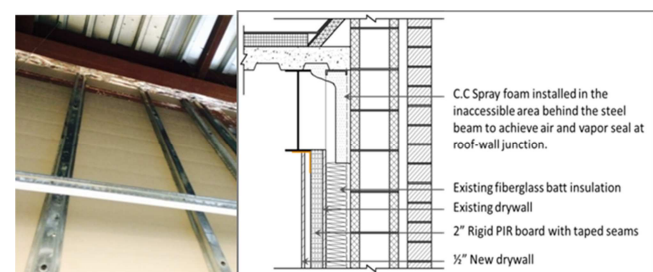 C.C Spray foam installed in the
inaccessible area behind the steel
beam to achieve air and vapor seal at
roof-wall junction.
Existing fiberglass batt insulation
Existing drywall
2” Rigid PIR board with taped seams
½” New drywall